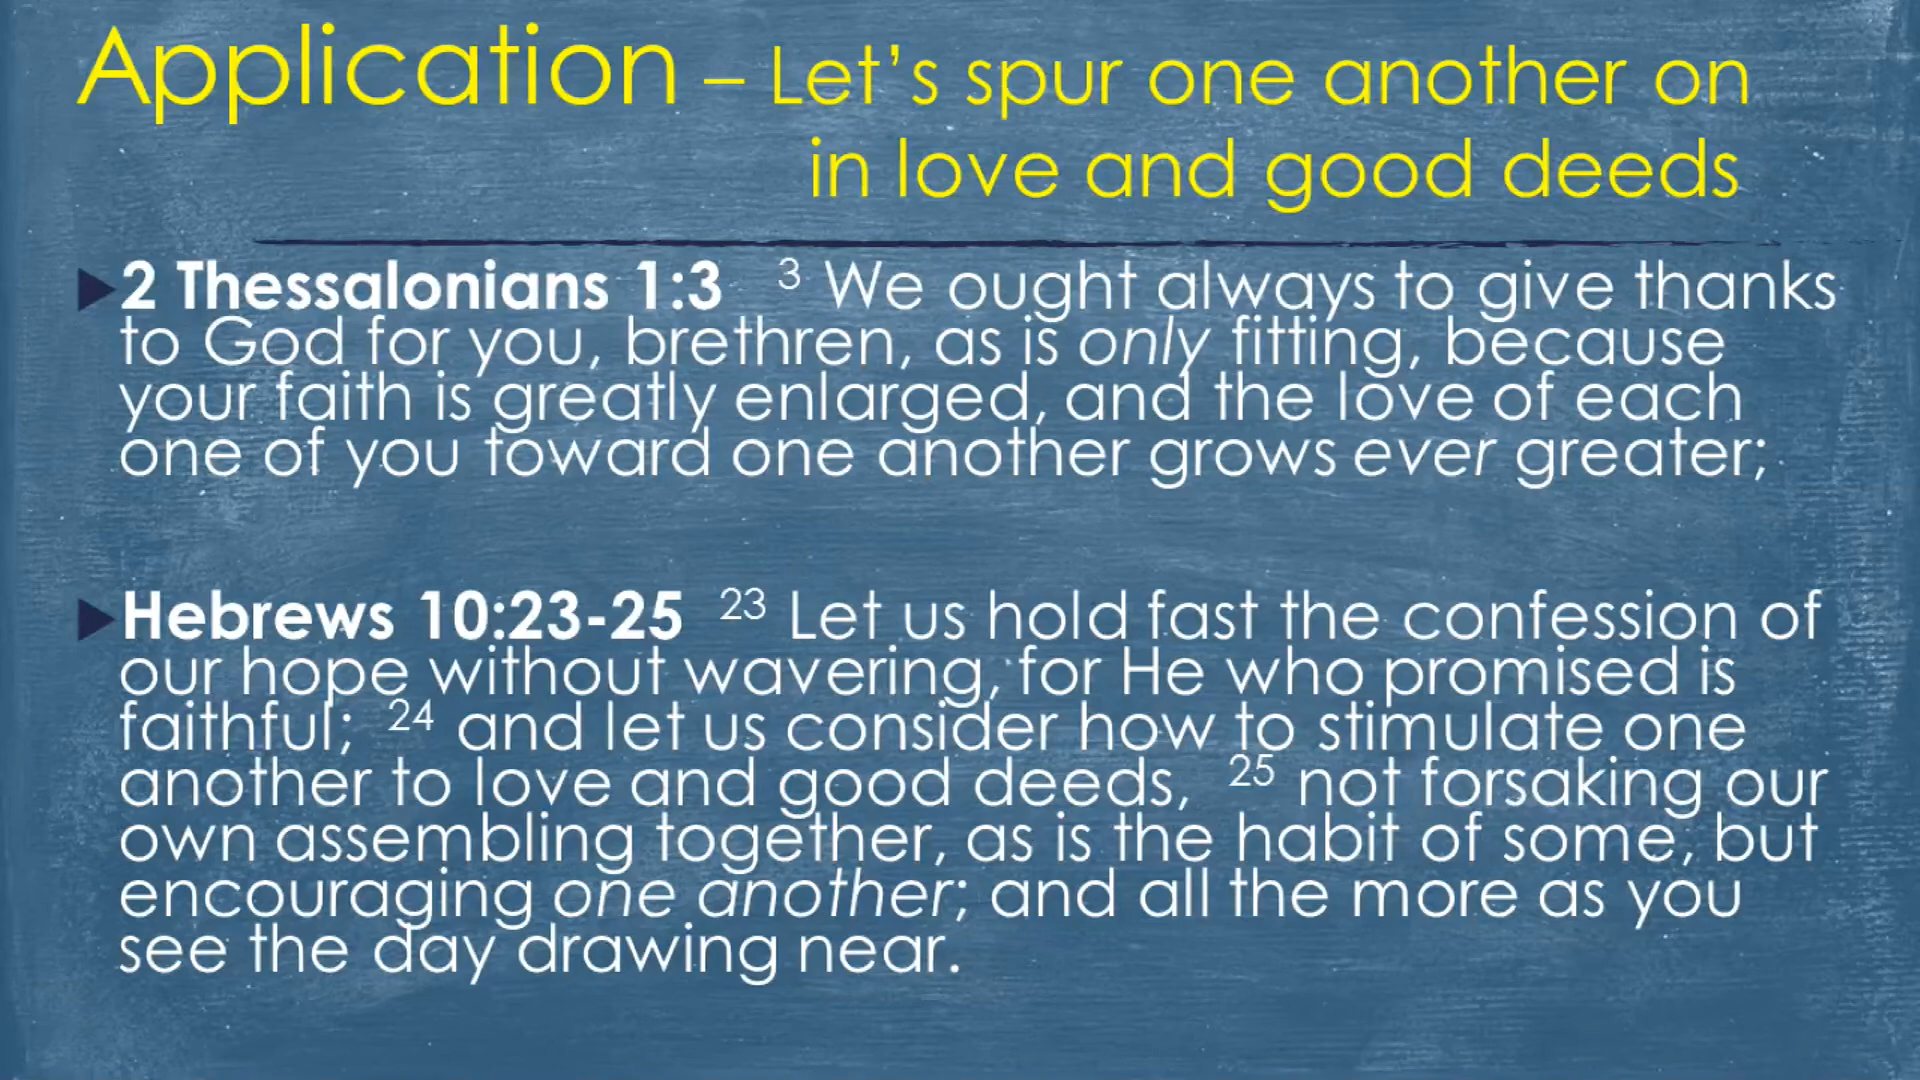 Application – Let’s spur one another on
in love and good deeds
▶2 Thessalonians 1:3 3 We ought always to give thanks
to God for you, brethren, as is only fitting, because
your faith is greatly enlarged, and the love of each
one of you toward one another grows ever greater;
▶Hebrews 10:23-25 23 Let us hold fast the confession of
our hope without wavering, for He who promised is
faithful; 24 and let us consider how to stimulate one
another to love and good deeds, 25 not forsaking our
own assembling together, as is the habit of some, but
encouraging one another; and all the more as you
see the day drawing near.